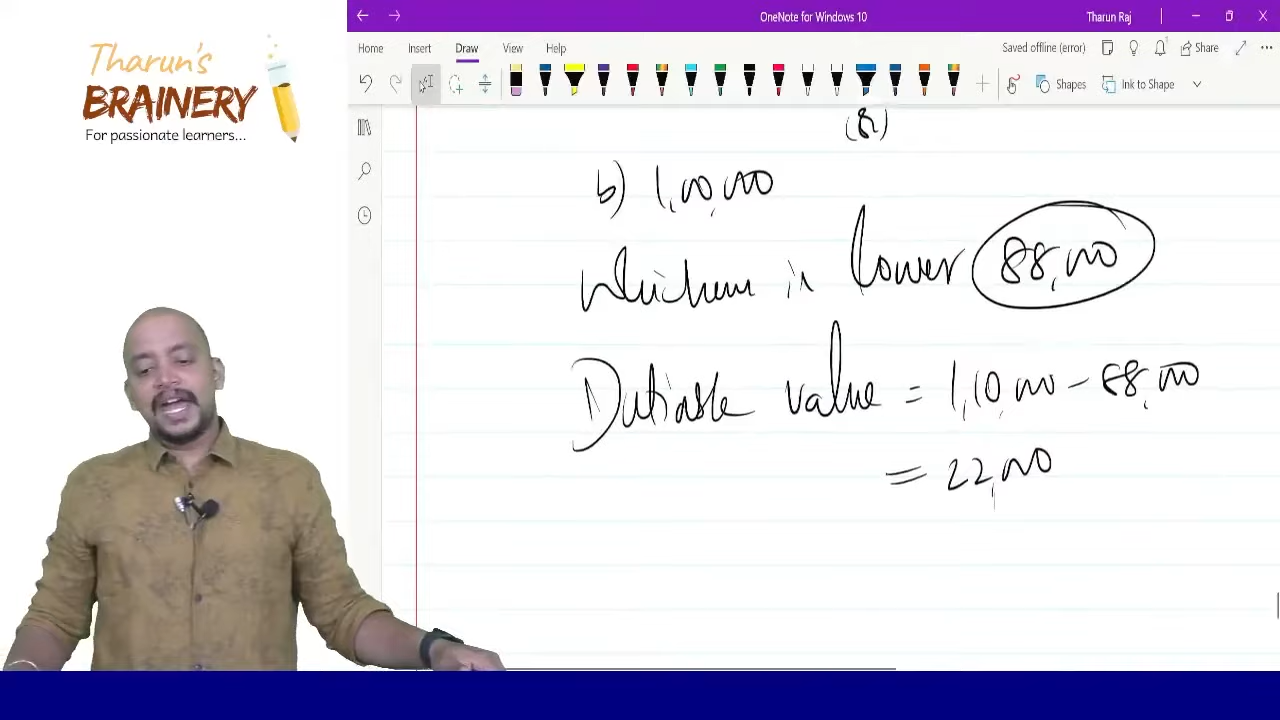 Tharun's
BRAINERY
For passionate learners...
OneNote for Windows 10
Tharun Raj
Home Insert Draw View Help
Saved offline (error)
Share
Shapes
Ink to Shape
(or)
b) 1,00,000
whichever is lower 88,000
Dutiable value = 1,10,000 - 88,000
= 22,000